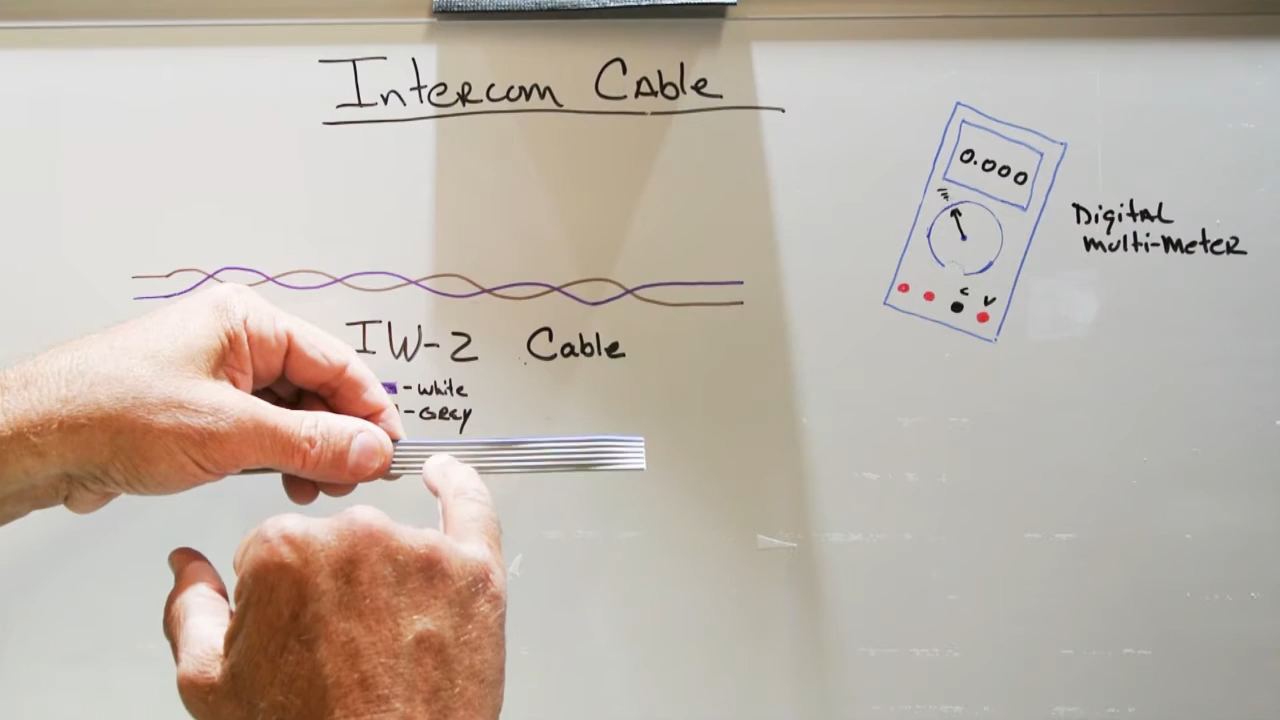 Intercom Cable
0.000
Digital
multi-meter
C V
IW-2 Cable
- white
- GREY